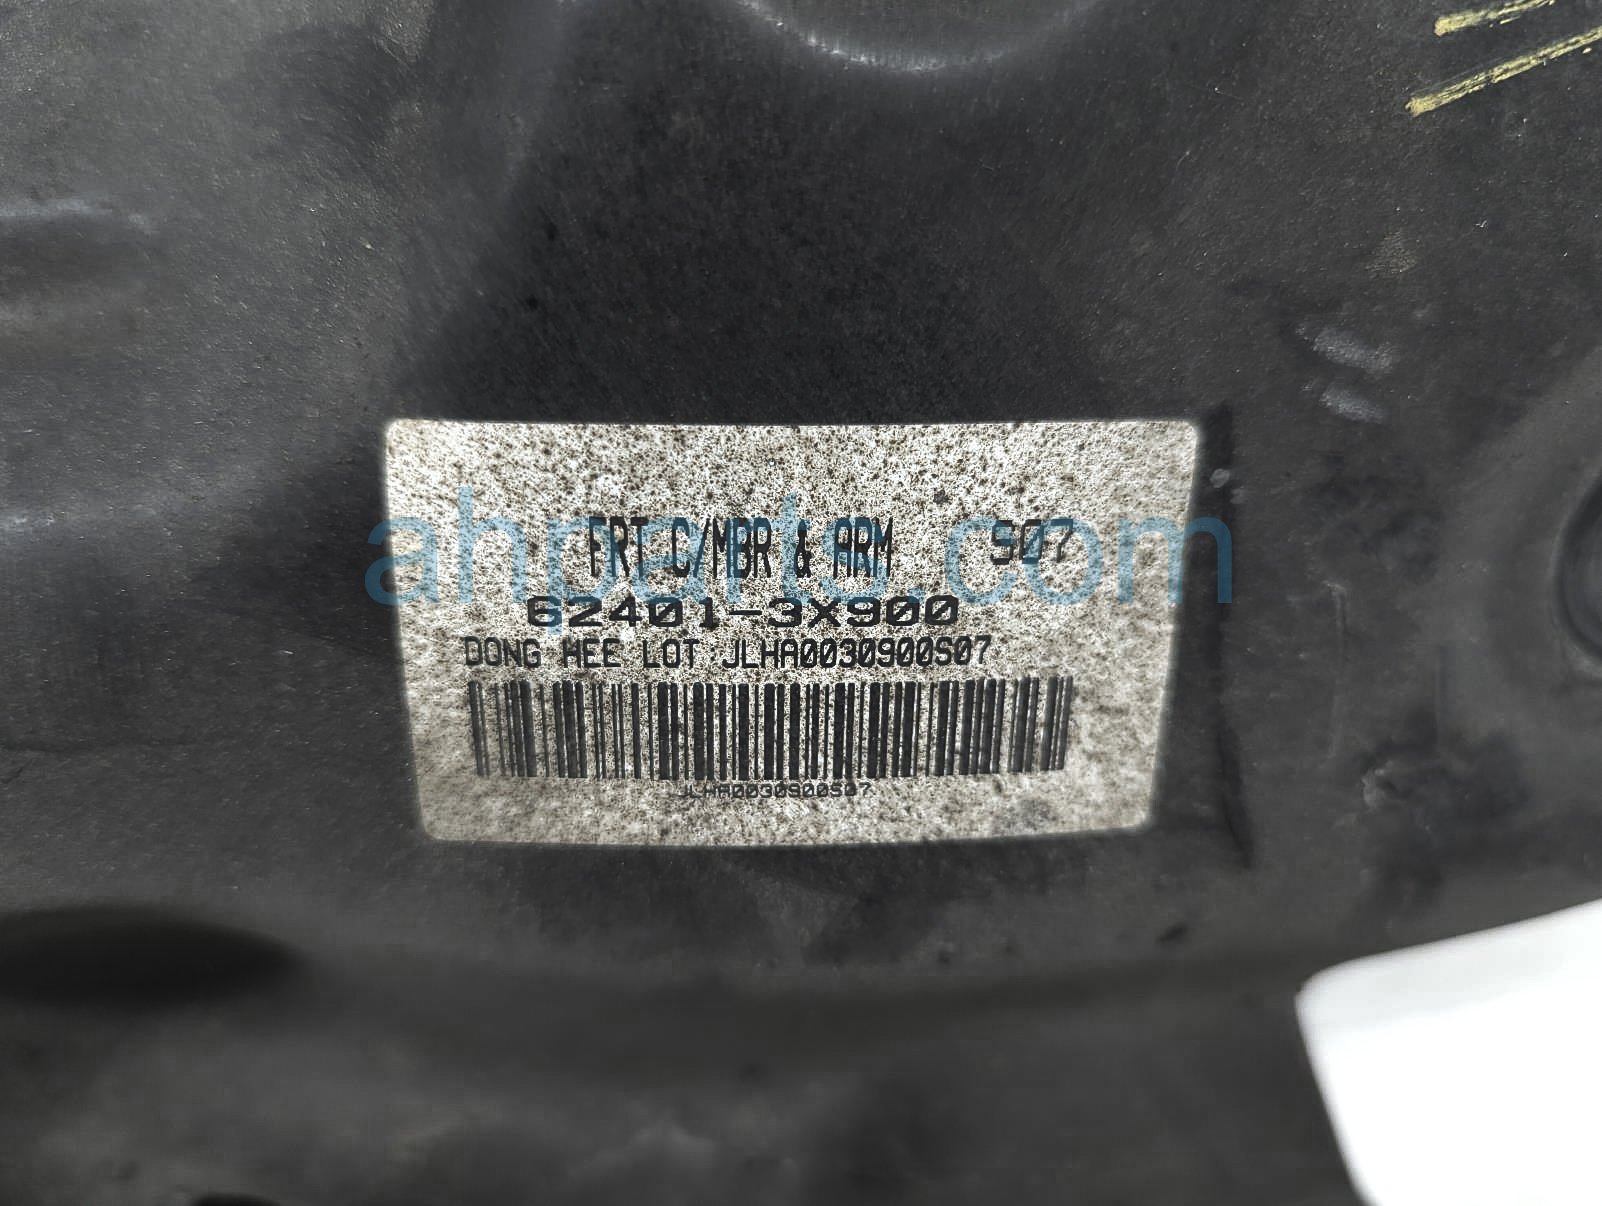 FRT C/MBR & ARM S07
62401-3X900
DONG HEE LOT JLHA0030900S07
JLHA0030900S07
ahparts.com